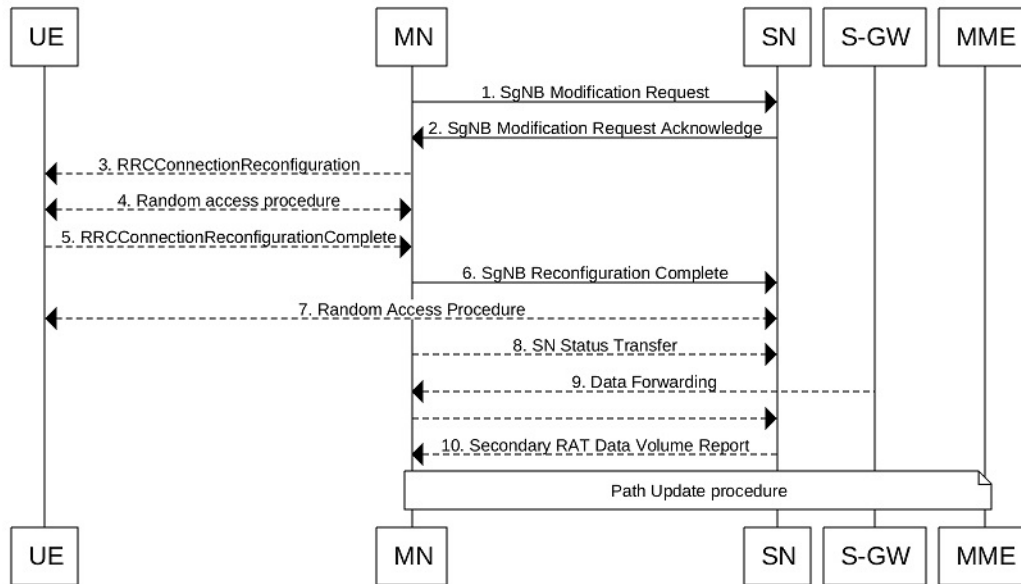 UE MN SN S-GW MME
1. SgNB Modification Request
2. SgNB Modification Request Acknowledge
3. RRCConnectionReconfiguration
4. Random access procedure
5. RRCConnectionReconfigurationComplete
6. SgNB Reconfiguration Complete
7. Random Access Procedure
8. SN Status Transfer
9. Data Forwarding
10. Secondary RAT Data Volume Report
Path Update procedure
UE MN SN S-GW MME